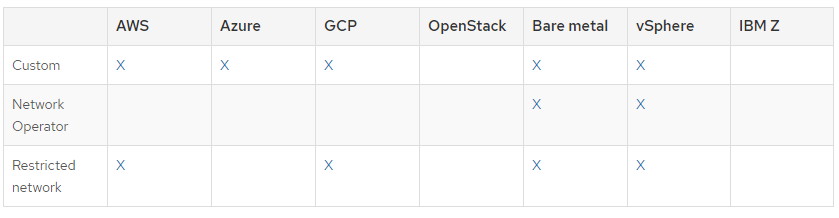 AWS Azure GCP OpenStack Bare metal vSphere IBM Z
Custom X X X X X
Network X X
Operator
Restricted X X X X
network